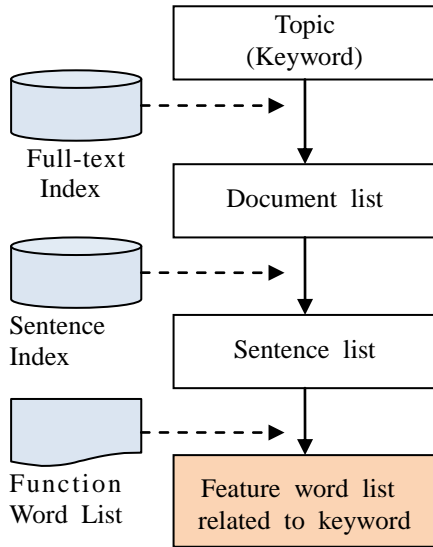 Topic
(Keyword)
Full-text
Index
Document list
Sentence
Index
Sentence list
Function
Word List
Feature word list
related to keyword